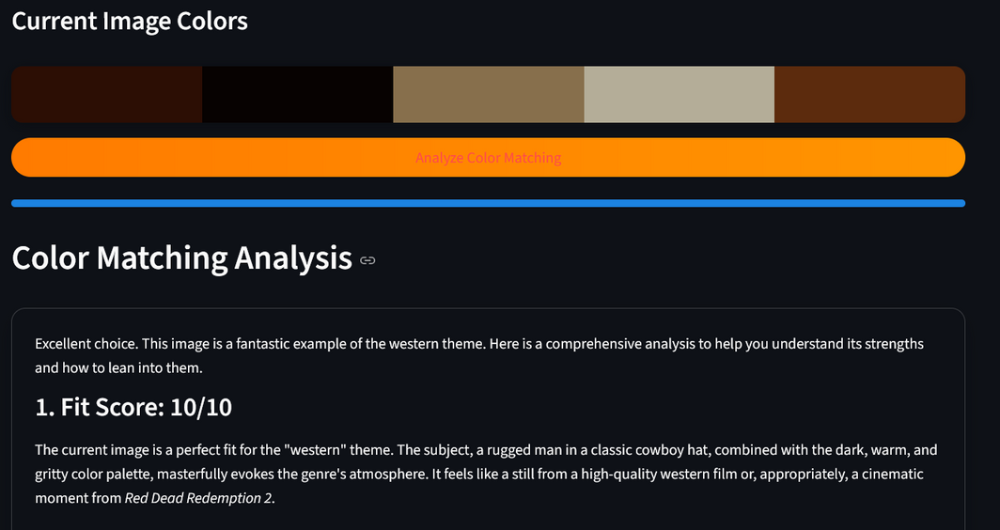 Current Image Colors
Analyze Color Matching
Color Matching Analysis
Excellent choice. This image is a fantastic example of the western theme. Here is a comprehensive analysis to help you understand its strengths
and how to lean into them.
1. Fit Score: 10/10
The current image is a perfect fit for the "western" theme. The subject, a rugged man in a classic cowboy hat, combined with the dark, warm, and
gritty color palette, masterfully evokes the genre's atmosphere. It feels like a still from a high-quality western film or, appropriately, a cinematic
moment from Red Dead Redemption 2.